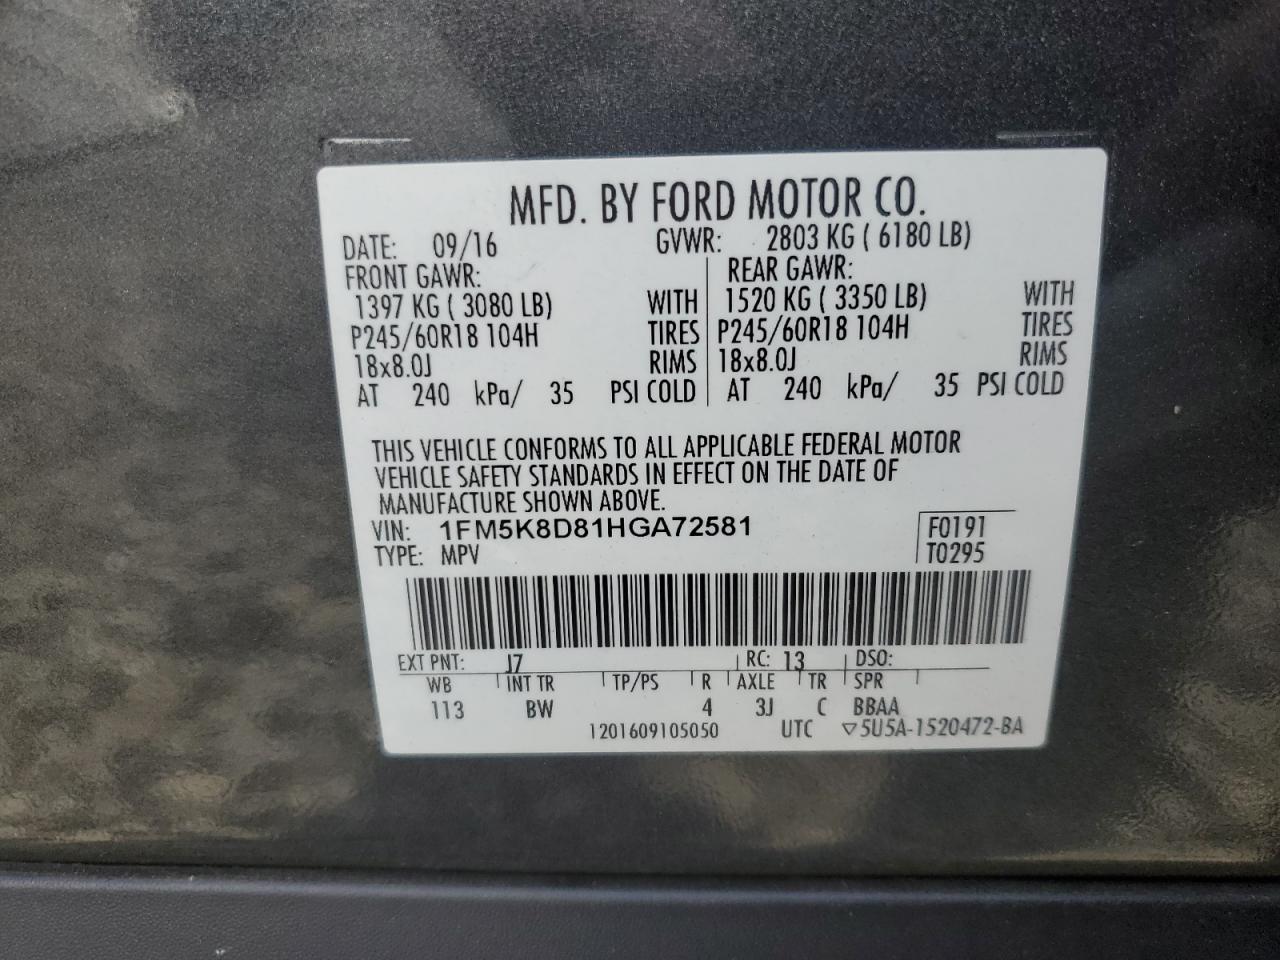 MFD. BY FORD MOTOR CO.
DATE: 09/16 GVWR: 2803 KG ( 6180 LB)
FRONT GAWR: REAR GAWR:
1397 KG ( 3080 LB) WITH 1520 KG ( 3350 LB) WITH
P245/60R18 104H TIRES P245/60R18 104H TIRES
18x8.0J RIMS 18x8.0J RIMS
AT 240 kPa/ 35 PSI COLD AT 240 kPa/ 35 PSI COLD
THIS VEHICLE CONFORMS TO ALL APPLICABLE FEDERAL MOTOR
VEHICLE SAFETY STANDARDS IN EFFECT ON THE DATE OF
MANUFACTURE SHOWN ABOVE.
VIN: 1FM5K8D81HGA72581 F0191
TYPE: MPV T0295
EXT PNT: J7 RC: 13 DSO:
WB INT TR TP/PS R AXLE TR SPR
113 BW 4 3J C BBAA
1201609105050 UTC ▽5U5A-1520472-BA